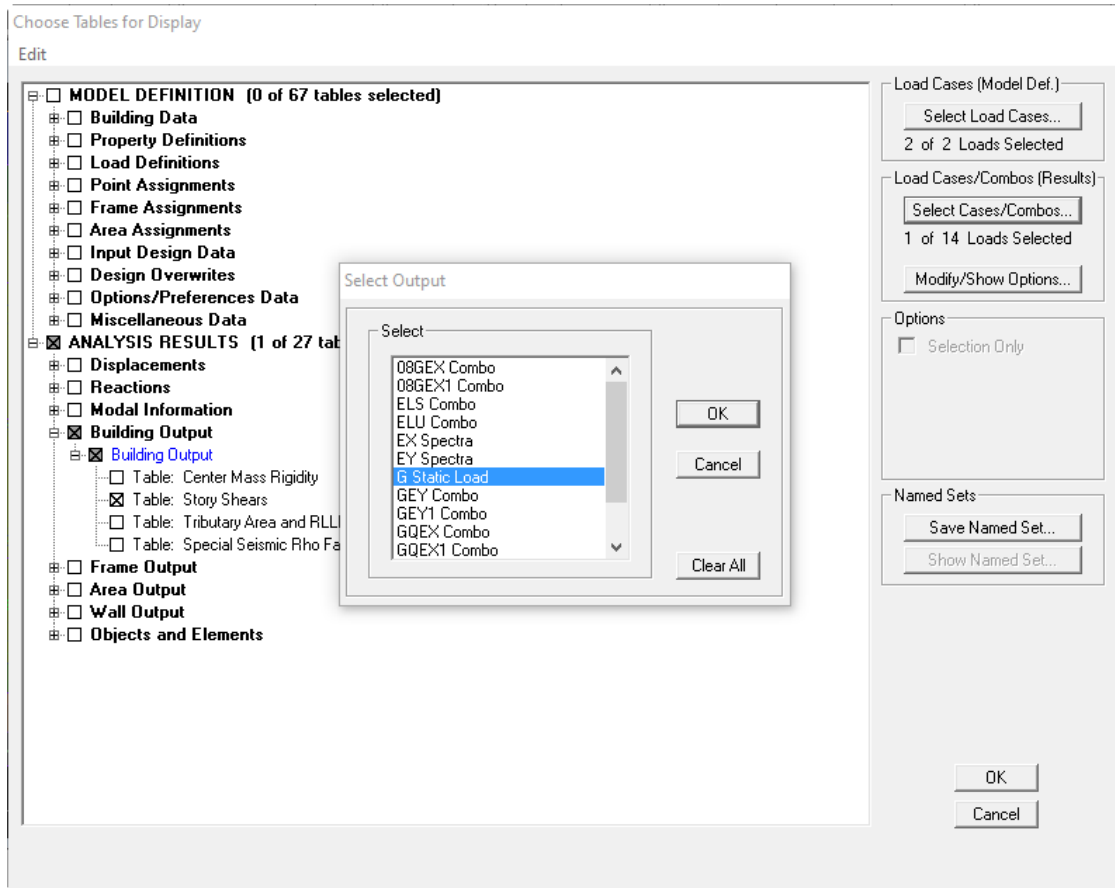 Choose Tables for Display
Edit
MODEL DEFINITION (0 of 67 tables selected)
Building Data
Property Definitions
Load Definitions
Point Assignments
Frame Assignments
Area Assignments
Input Design Data
Design Overwrites
Options/Preferences Data
Miscellaneous Data
ANALYSIS RESULTS (1 of 27 tab
Displacements
Reactions
Modal Information
Building Output
Building Output
Table: Center Mass Rigidity
Table: Story Shears
Table: Tributary Area and RLL
Table: Special Seismic Rho Fa
Frame Output
Area Output
Wall Output
Objects and Elements
Select Output
Select
08GEX Combo
08GEX1 Combo
ELS Combo
ELU Combo
EX Spectra
EY Spectra
G Static Load
GEY Combo
GEY1 Combo
GQEX Combo
GQEX1 Combo
OK
Cancel
Clear All
Load Cases (Model Def.)
Select Load Cases...
2 of 2 Loads Selected
Load Cases/Combos (Results)
Select Cases/Combos...
1 of 14 Loads Selected
Modify/Show Options...
Options
Selection Only
Named Sets
Save Named Set...
Show Named Set...
OK
Cancel